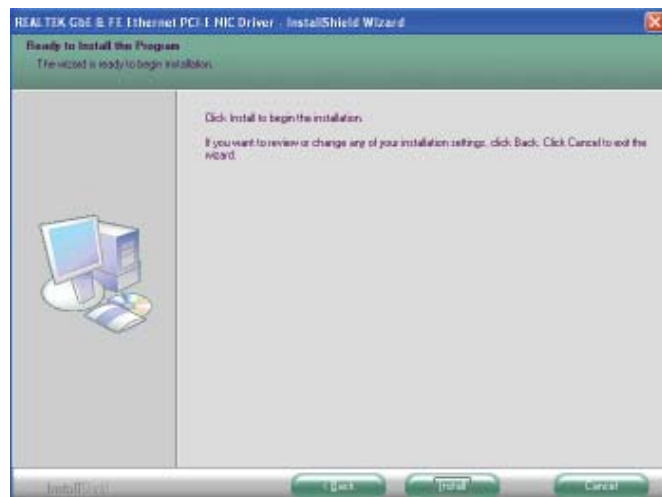 REALTEK GbE & FE Ethernet PCI-E NIC Driver - InstallShield Wizard
Ready to Install the Program
The wizard is ready to begin installation.
Click Install to begin the installation.
If you want to review or change any of your installation settings, click Back. Click Cancel to exit the
wizard.
InstallShield
< Back
Install
Cancel